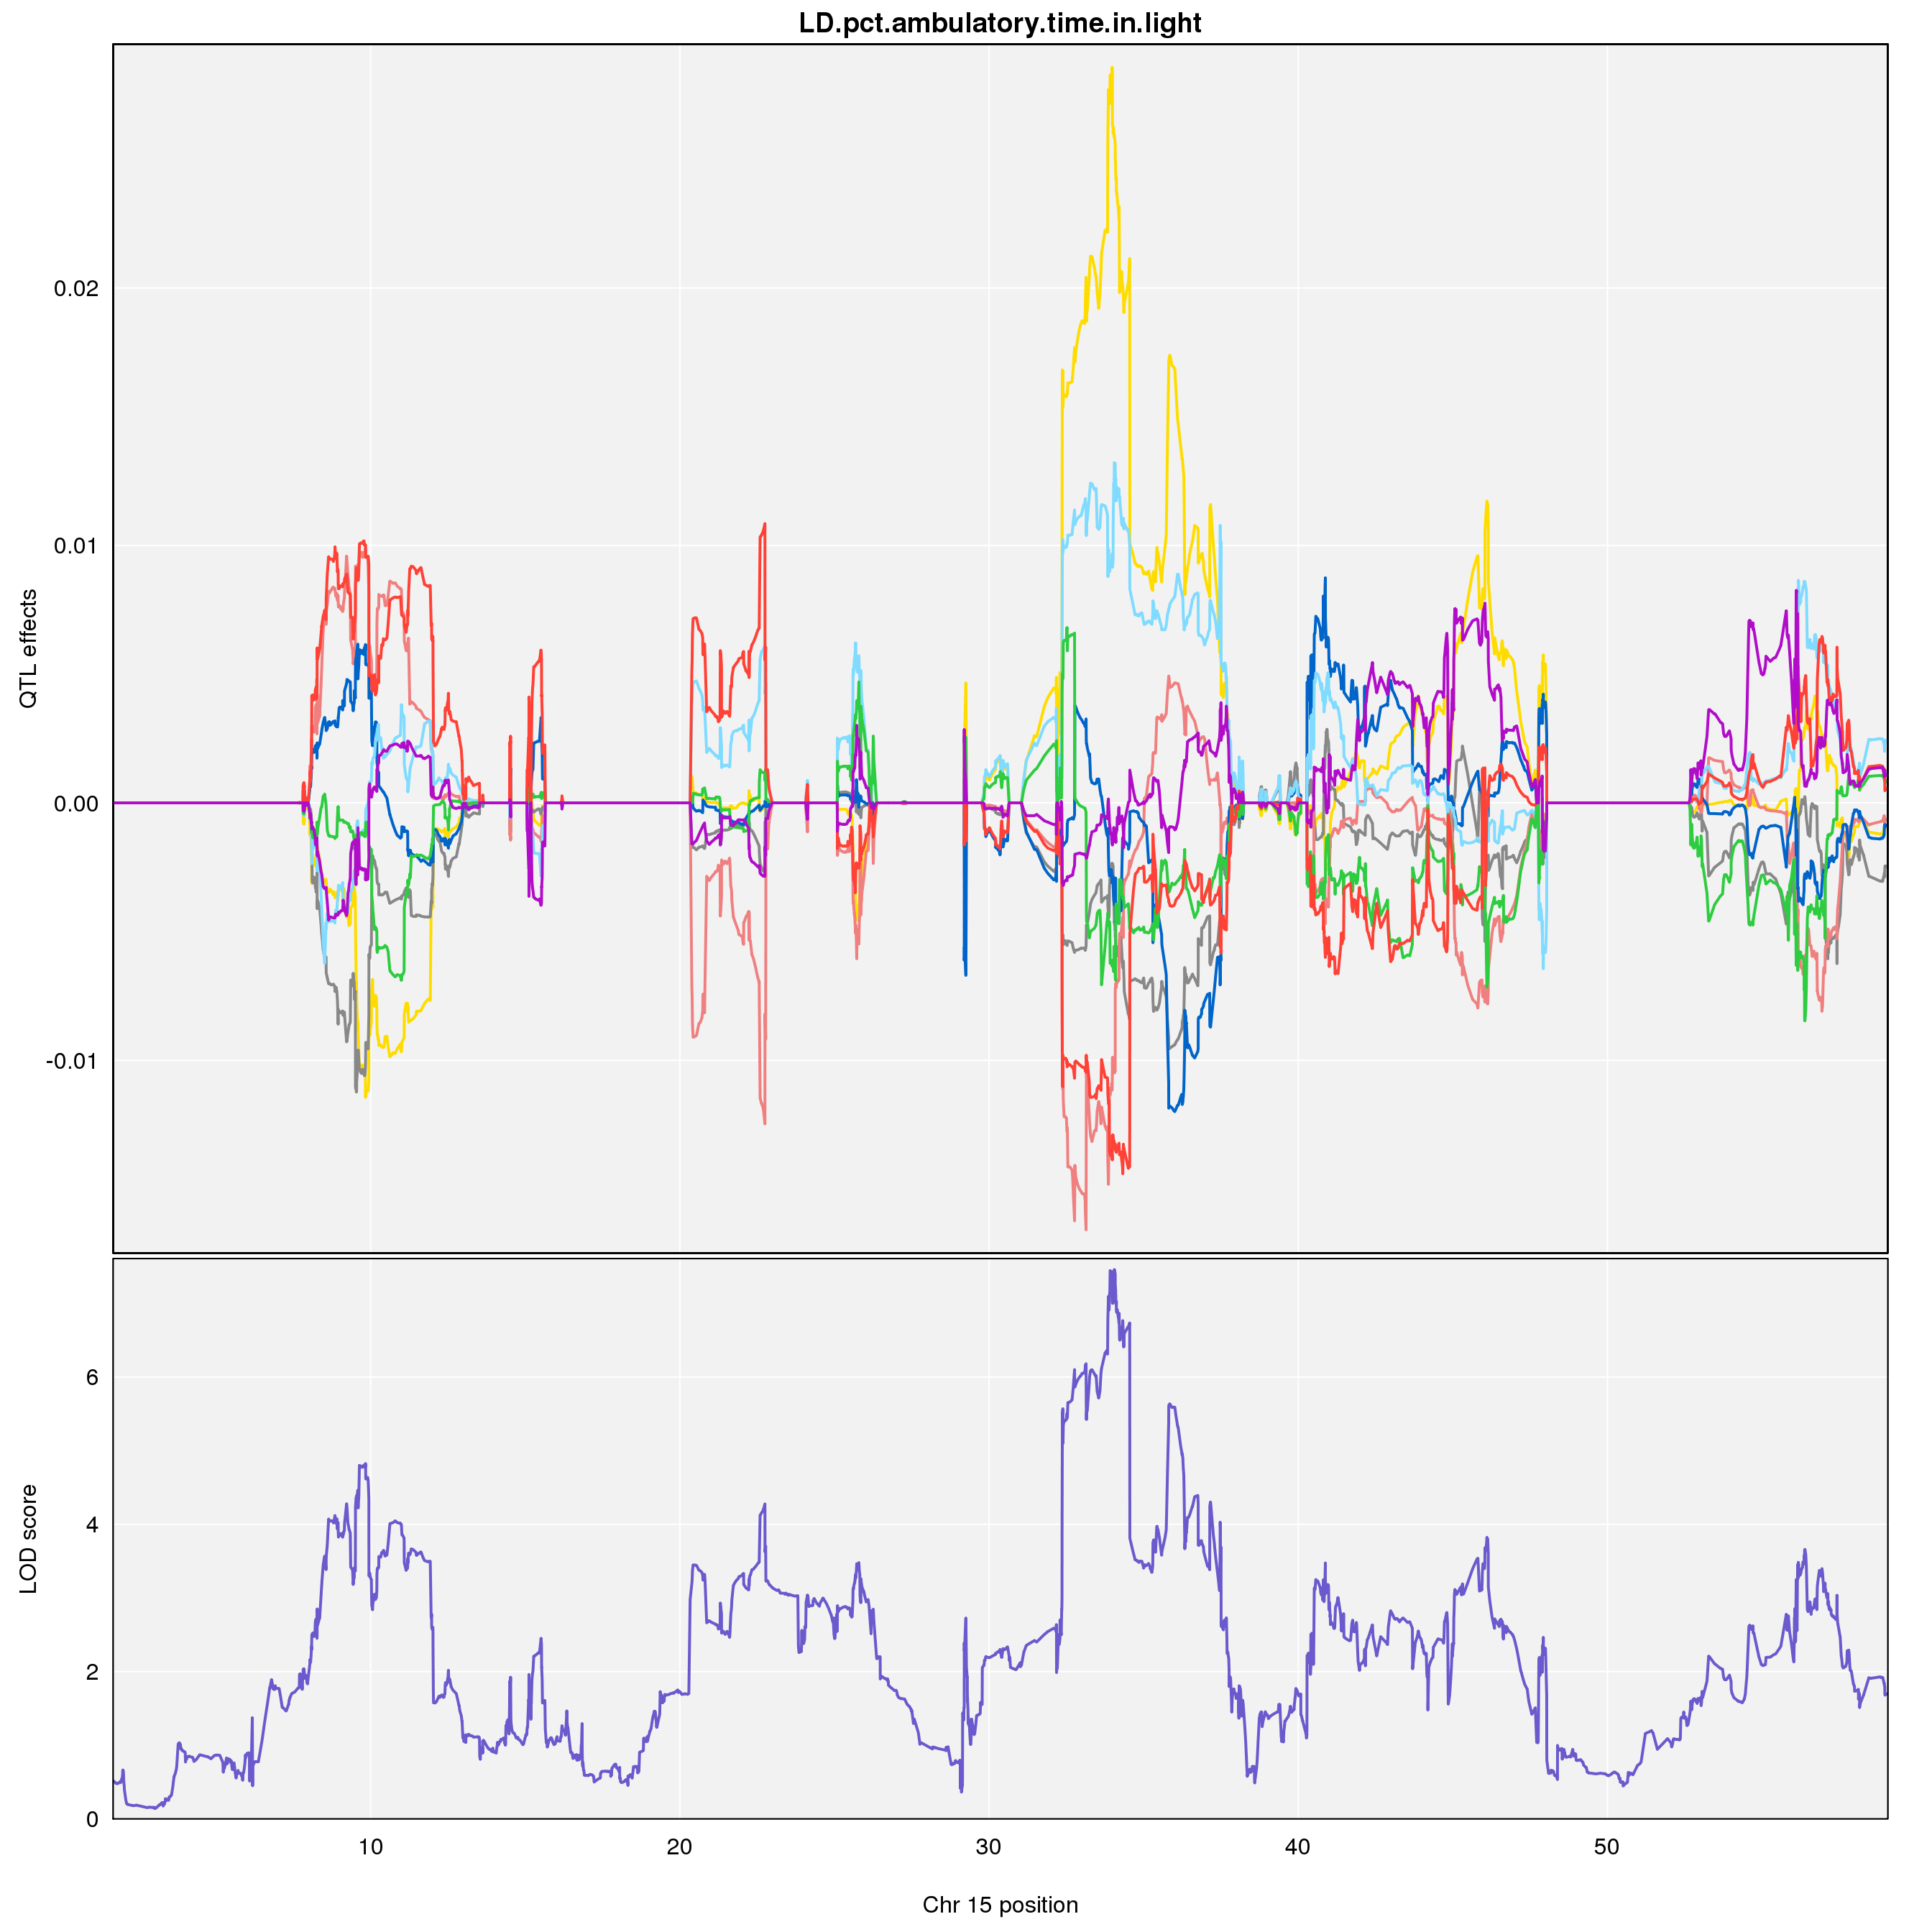 LD.pct.ambulatory.time.in.light
QTL effects
0.02
0.01
0.00
-0.01
LOD score
6
4
2
0
10 20 30 40 50
Chr 15 position